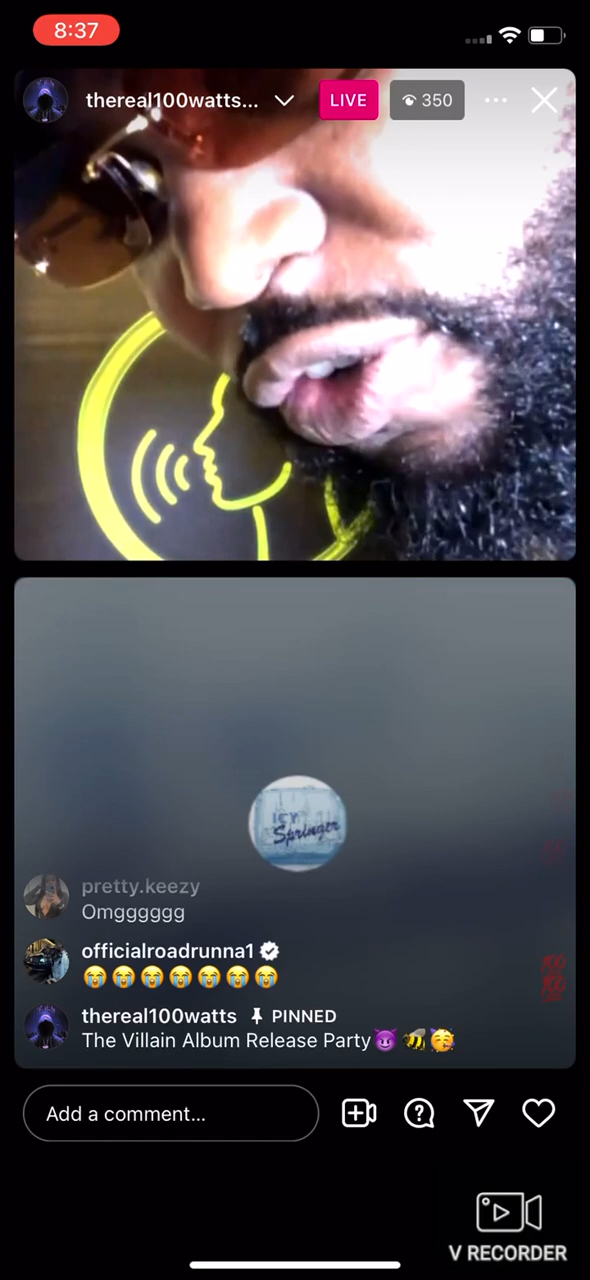 8:37
thereal100watts...
LIVE
350
ICY
Springer
pretty.keezy
Omgggggg
officialroadrunna1
😭😭😭😭😭😭😭
💯
💯
thereal100watts PINNED
The Villain Album Release Party😈🐝🥳
Add a comment...
V RECORDER